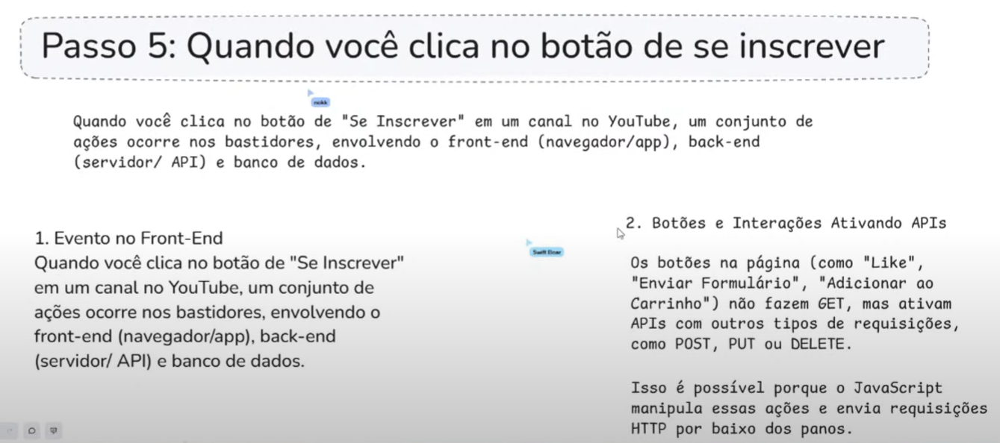 Passo 5: Quando você clica no botão de se inscrever
nokk
Quando você clica no botão de "Se Inscrever" em um canal no YouTube, um conjunto de
ações ocorre nos bastidores, envolvendo o front-end (navegador/app), back-end
(servidor/ API) e banco de dados.
1. Evento no Front-End
Quando você clica no botão de "Se Inscrever"
em um canal no YouTube, um conjunto de
ações ocorre nos bastidores, envolvendo o
front-end (navegador/app), back-end
(servidor/ API) e banco de dados.
Swift Boar
2. Botões e Interações Ativando APIs
Os botões na página (como "Like",
"Enviar Formulário", "Adicionar ao
Carrinho") não fazem GET, mas ativam
APIs com outros tipos de requisições,
como POST, PUT ou DELETE.
Isso é possível porque o JavaScript
manipula essas ações e envia requisições
HTTP por baixo dos panos.